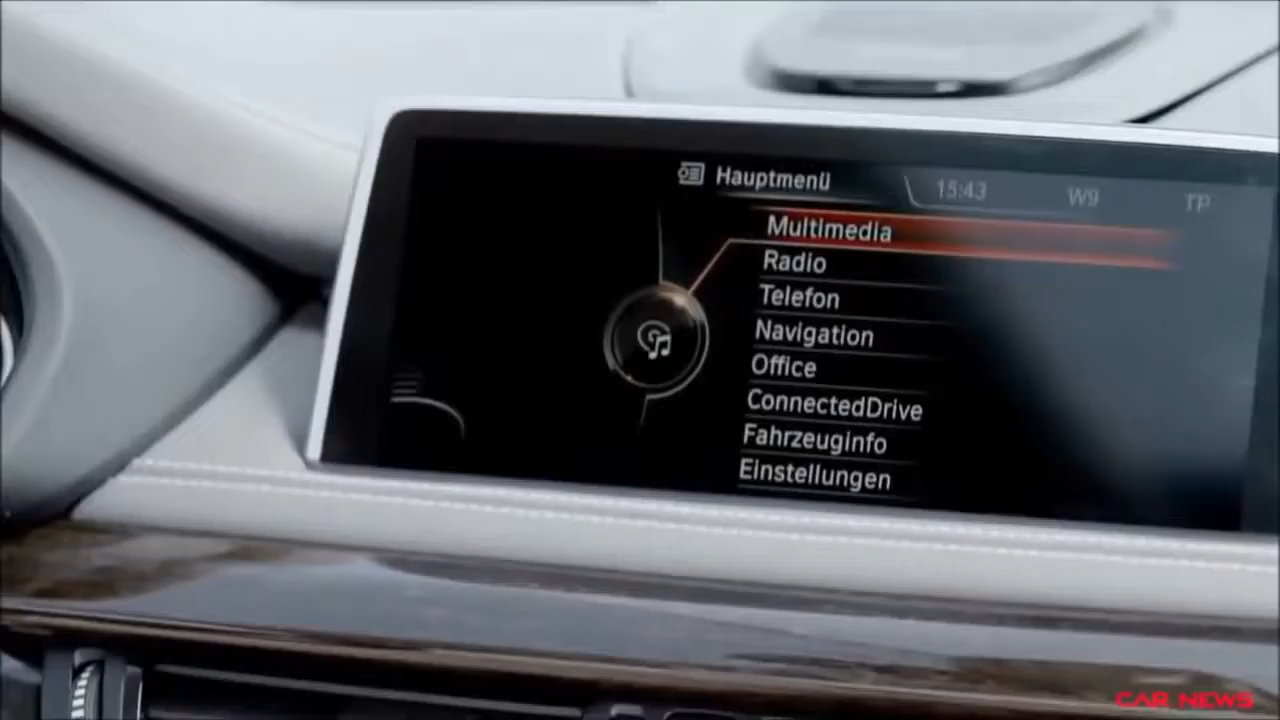 Hauptmenü
15:43
W9
TP
Multimedia
Radio
Telefon
Navigation
Office
ConnectedDrive
Fahrzeuginfo
Einstellungen
CAR NEWS